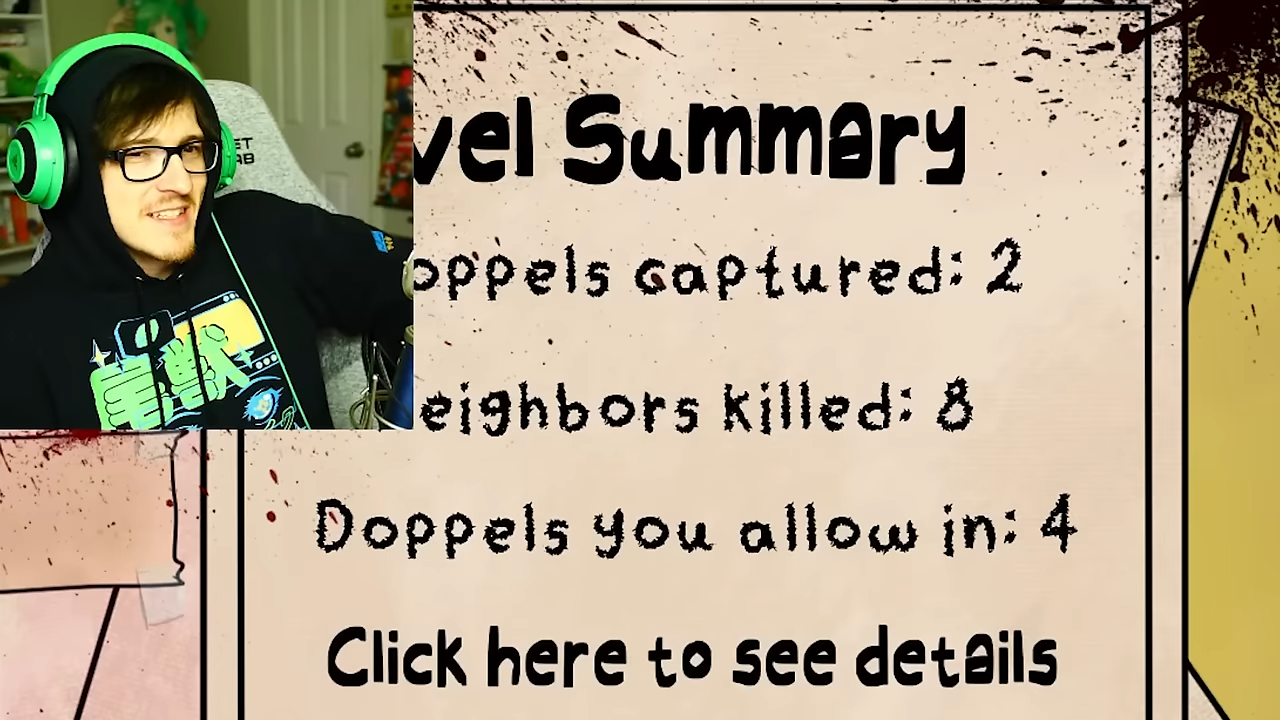 vel Summary
oppels captured: 2
eighbors killed: 8
Doppels you allow in: 4
Click here to see details